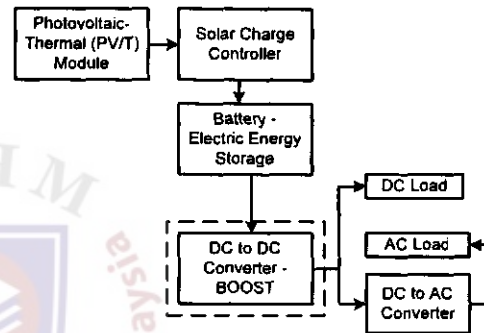 Photovoltaic-
Thermal (PV/T)
Module
Solar Charge
Controller
Battery -
Electric Energy
Storage
DC to DC
Converter -
BOOST
DC Load
AC Load
DC to AC
Converter
I M
aysia